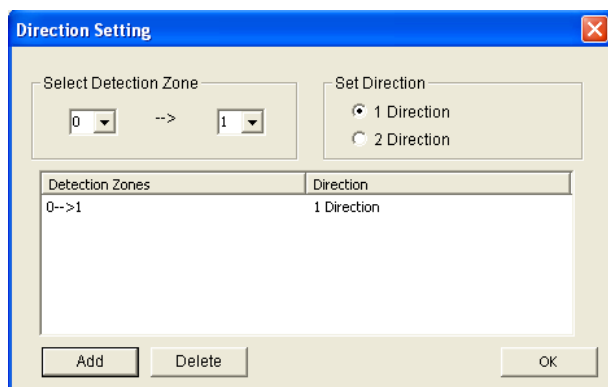 Direction Setting
Select Detection Zone
0 --> 1
Set Direction
1 Direction
2 Direction
Detection Zones Direction
0-->1 1 Direction
Add Delete OK